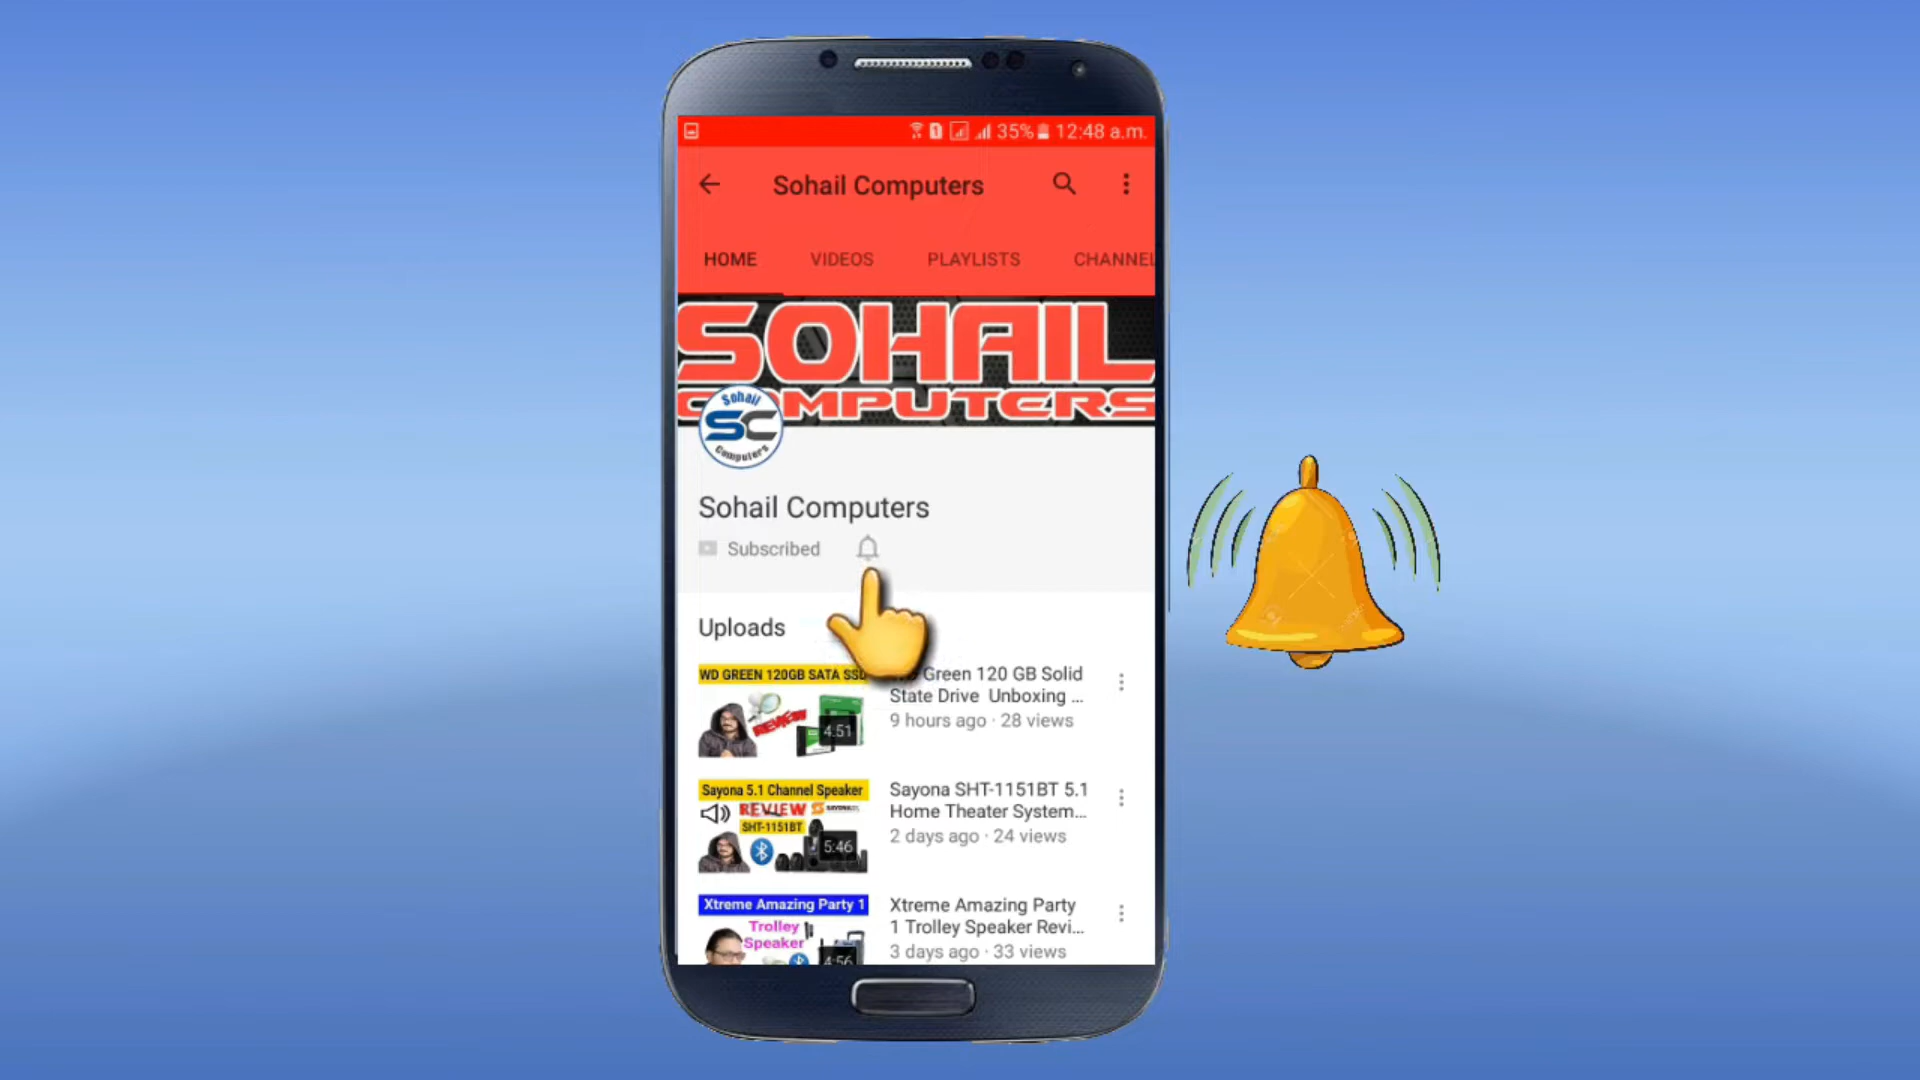 35% 12:48 a.m.
Sohail Computers
HOME VIDEOS PLAYLISTS CHANNEL
SOHAIL
COMPUTERS
Sohail
SC
Computers
Sohail Computers
Subscribed
Uploads
WD GREEN 120GB SATA SSD
REVIEW
4:51
Green 120 GB Solid
State Drive Unboxing ...
9 hours ago · 28 views
Sayona 5.1 Channel Speaker
REVIEW
SHT-1151BT
5:46
Sayona SHT-1151BT 5.1
Home Theater System...
2 days ago · 24 views
Xtreme Amazing Party 1
Trolley
Speaker
4:56
Xtreme Amazing Party
1 Trolley Speaker Revi...
3 days ago · 33 views